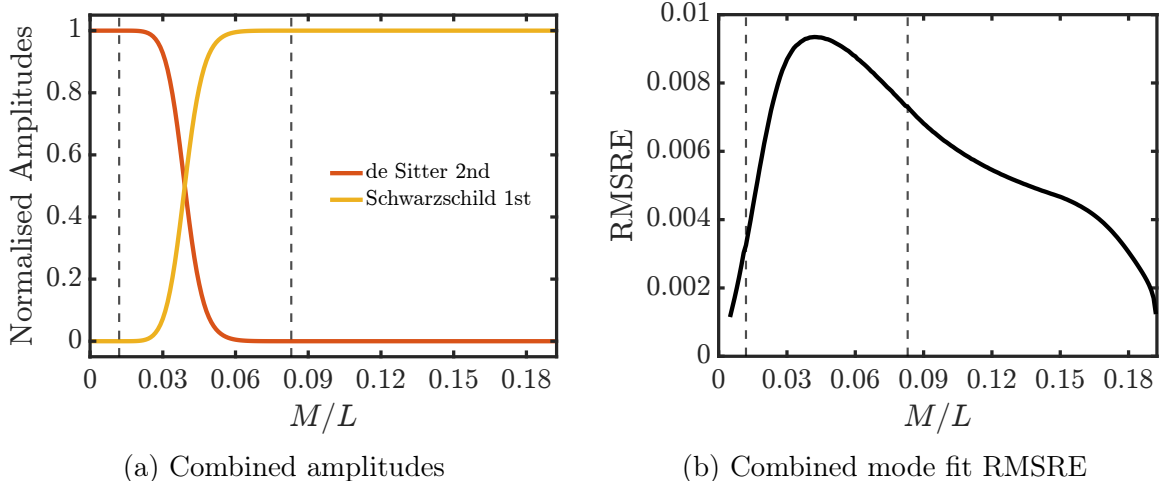 Normalised Amplitudes
1
0.8
0.6
0.4
0.2
0
de Sitter 2nd
Schwarzschild 1st
0 0.03 0.06 0.09 0.12 0.15 0.18
M/L
(a) Combined amplitudes
RMSRE
0.01
0.008
0.006
0.004
0.002
0
0 0.03 0.06 0.09 0.12 0.15 0.18
M/L
(b) Combined mode fit RMSRE